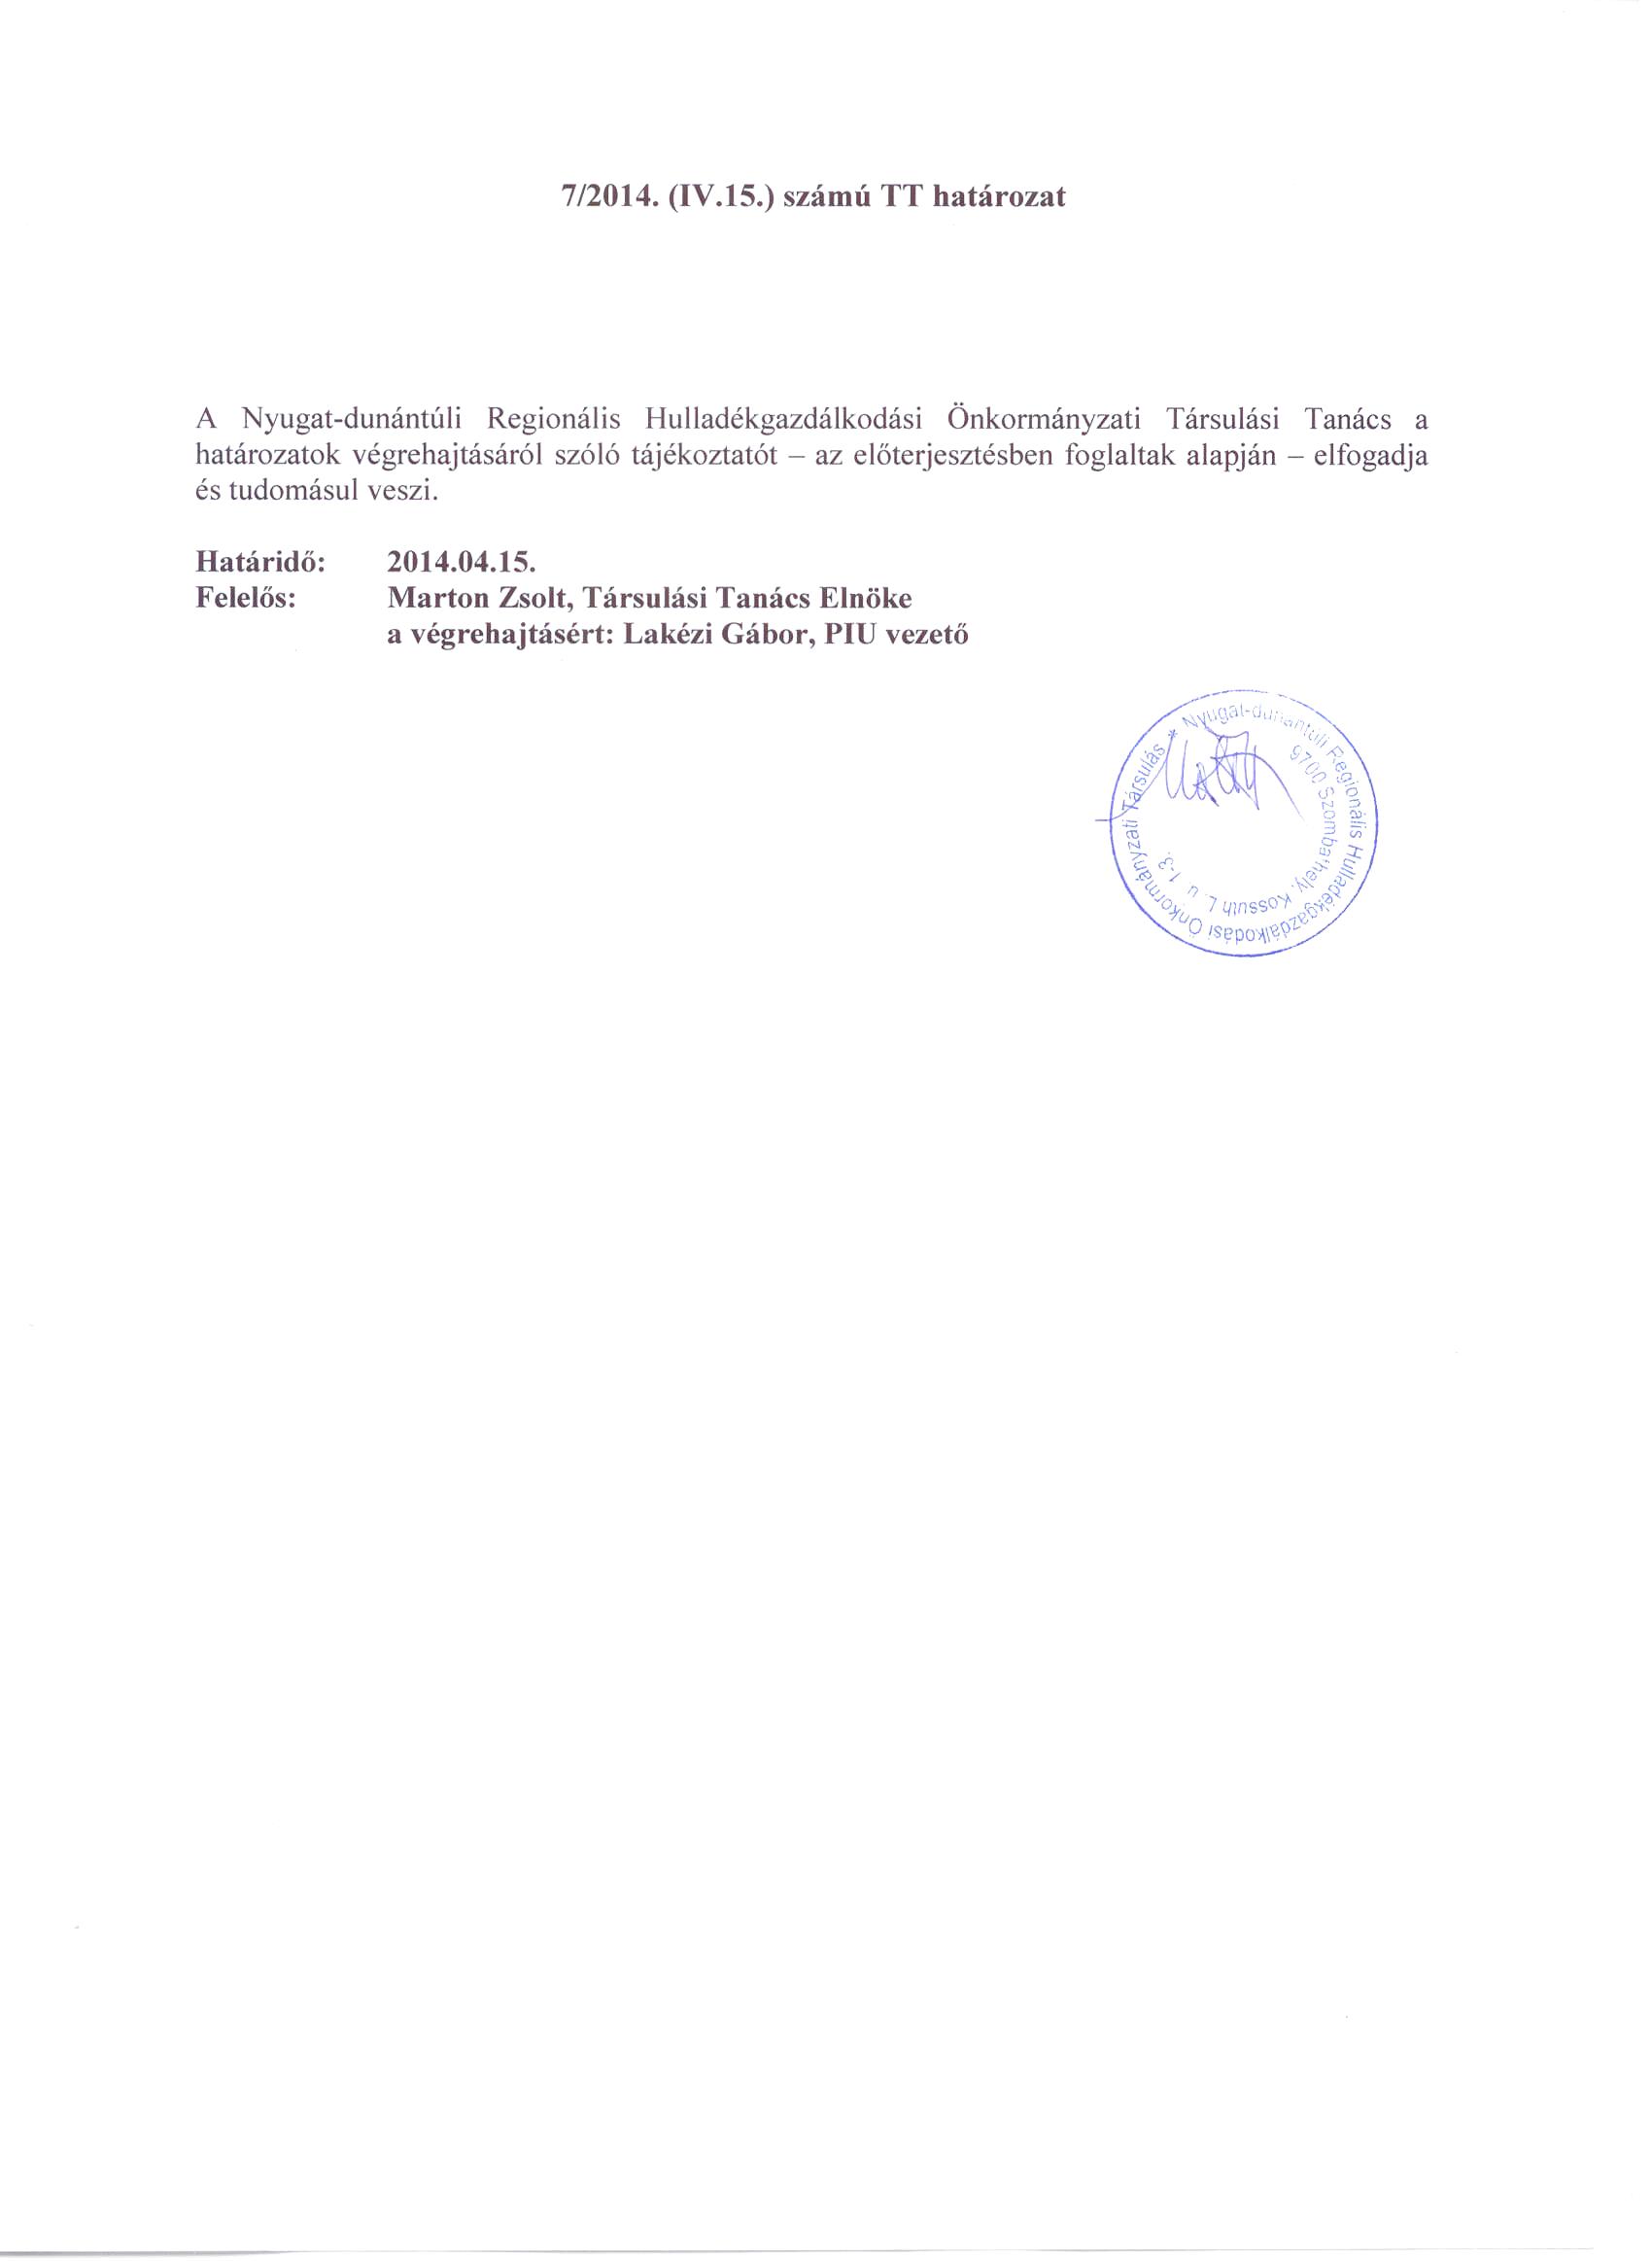 7/2014. (IV.15.) számú TT határozat
A Nyugat-dunántúli Regionális Hulladékgazdálkodási Önkormányzati Társulási Tanács a
határozatok végrehajtásáról szóló tájékoztatót – az előterjesztésben foglaltak alapján – elfogadja
és tudomásul veszi.
Határidő: 2014.04.15.
Felelős: Marton Zsolt, Társulási Tanács Elnöke
a végrehajtásért: Lakézi Gábor, PIU vezető
* Nyugat-dunántúli Regionális Hulladékgazdálkodási Önkormányzati Társulás
9700 Szombathely, Kossuth L. u. 1-3.